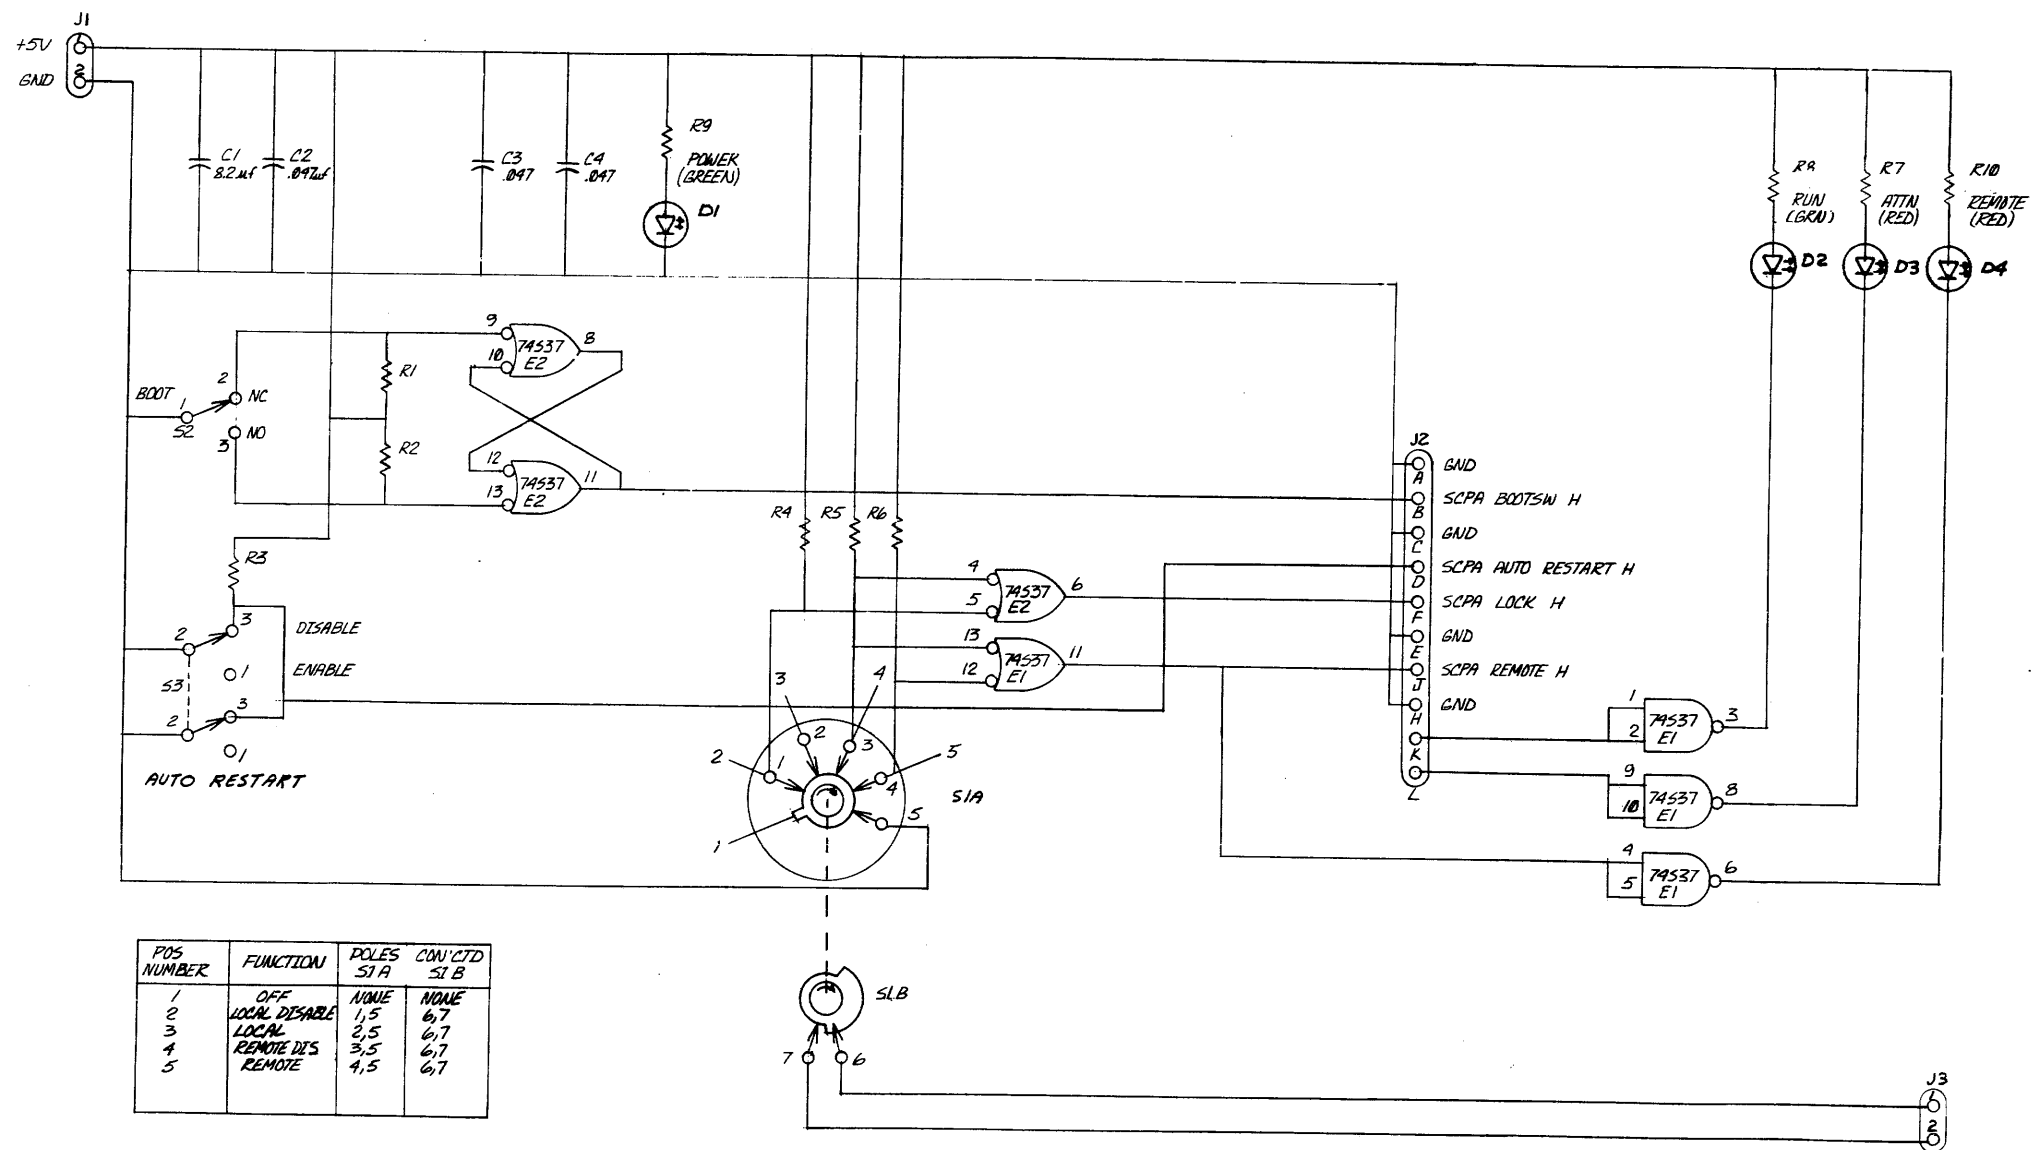 J1
+5V
1
2
GND
C1
8.2uf
C2
.047uf
C3
.047
C4
.047
R9
POWER
(GREEN)
D1
R8
RUN
(GRN)
D2
R7
ATTN
(RED)
D3
R10
REMOTE
(RED)
D4
BOOT
1
S2
2
NC
3
NO
R1
R2
9
10
74S37
E2
8
12
13
74S37
E2
11
R3
2
3
DISABLE
1
ENABLE
S3
2
3
1
AUTO RESTART
R4
R5
R6
4
5
74S37
E2
6
13
12
74S37
E1
11
J2
GND
A
SCPA BOOTSW H
B
GND
C
SCPA AUTO RESTART H
D
SCPA LOCK H
F
GND
E
SCPA REMOTE H
J
GND
H
K
L
1
2
74S37
E1
3
9
10
74S37
E1
8
4
5
74S37
E1
6
3
4
2
5
1
2
3
4
5
1
S1A
S1B
7
6
POS NUMBER FUNCTION POLES S1A CON'CTD S1B
1 OFF NONE NONE
2 LOCAL DISABLE 1,5 6,7
3 LOCAL 2,5 6,7
4 REMOTE DIS 3,5 6,7
5 REMOTE 4,5 6,7
J3
1
2